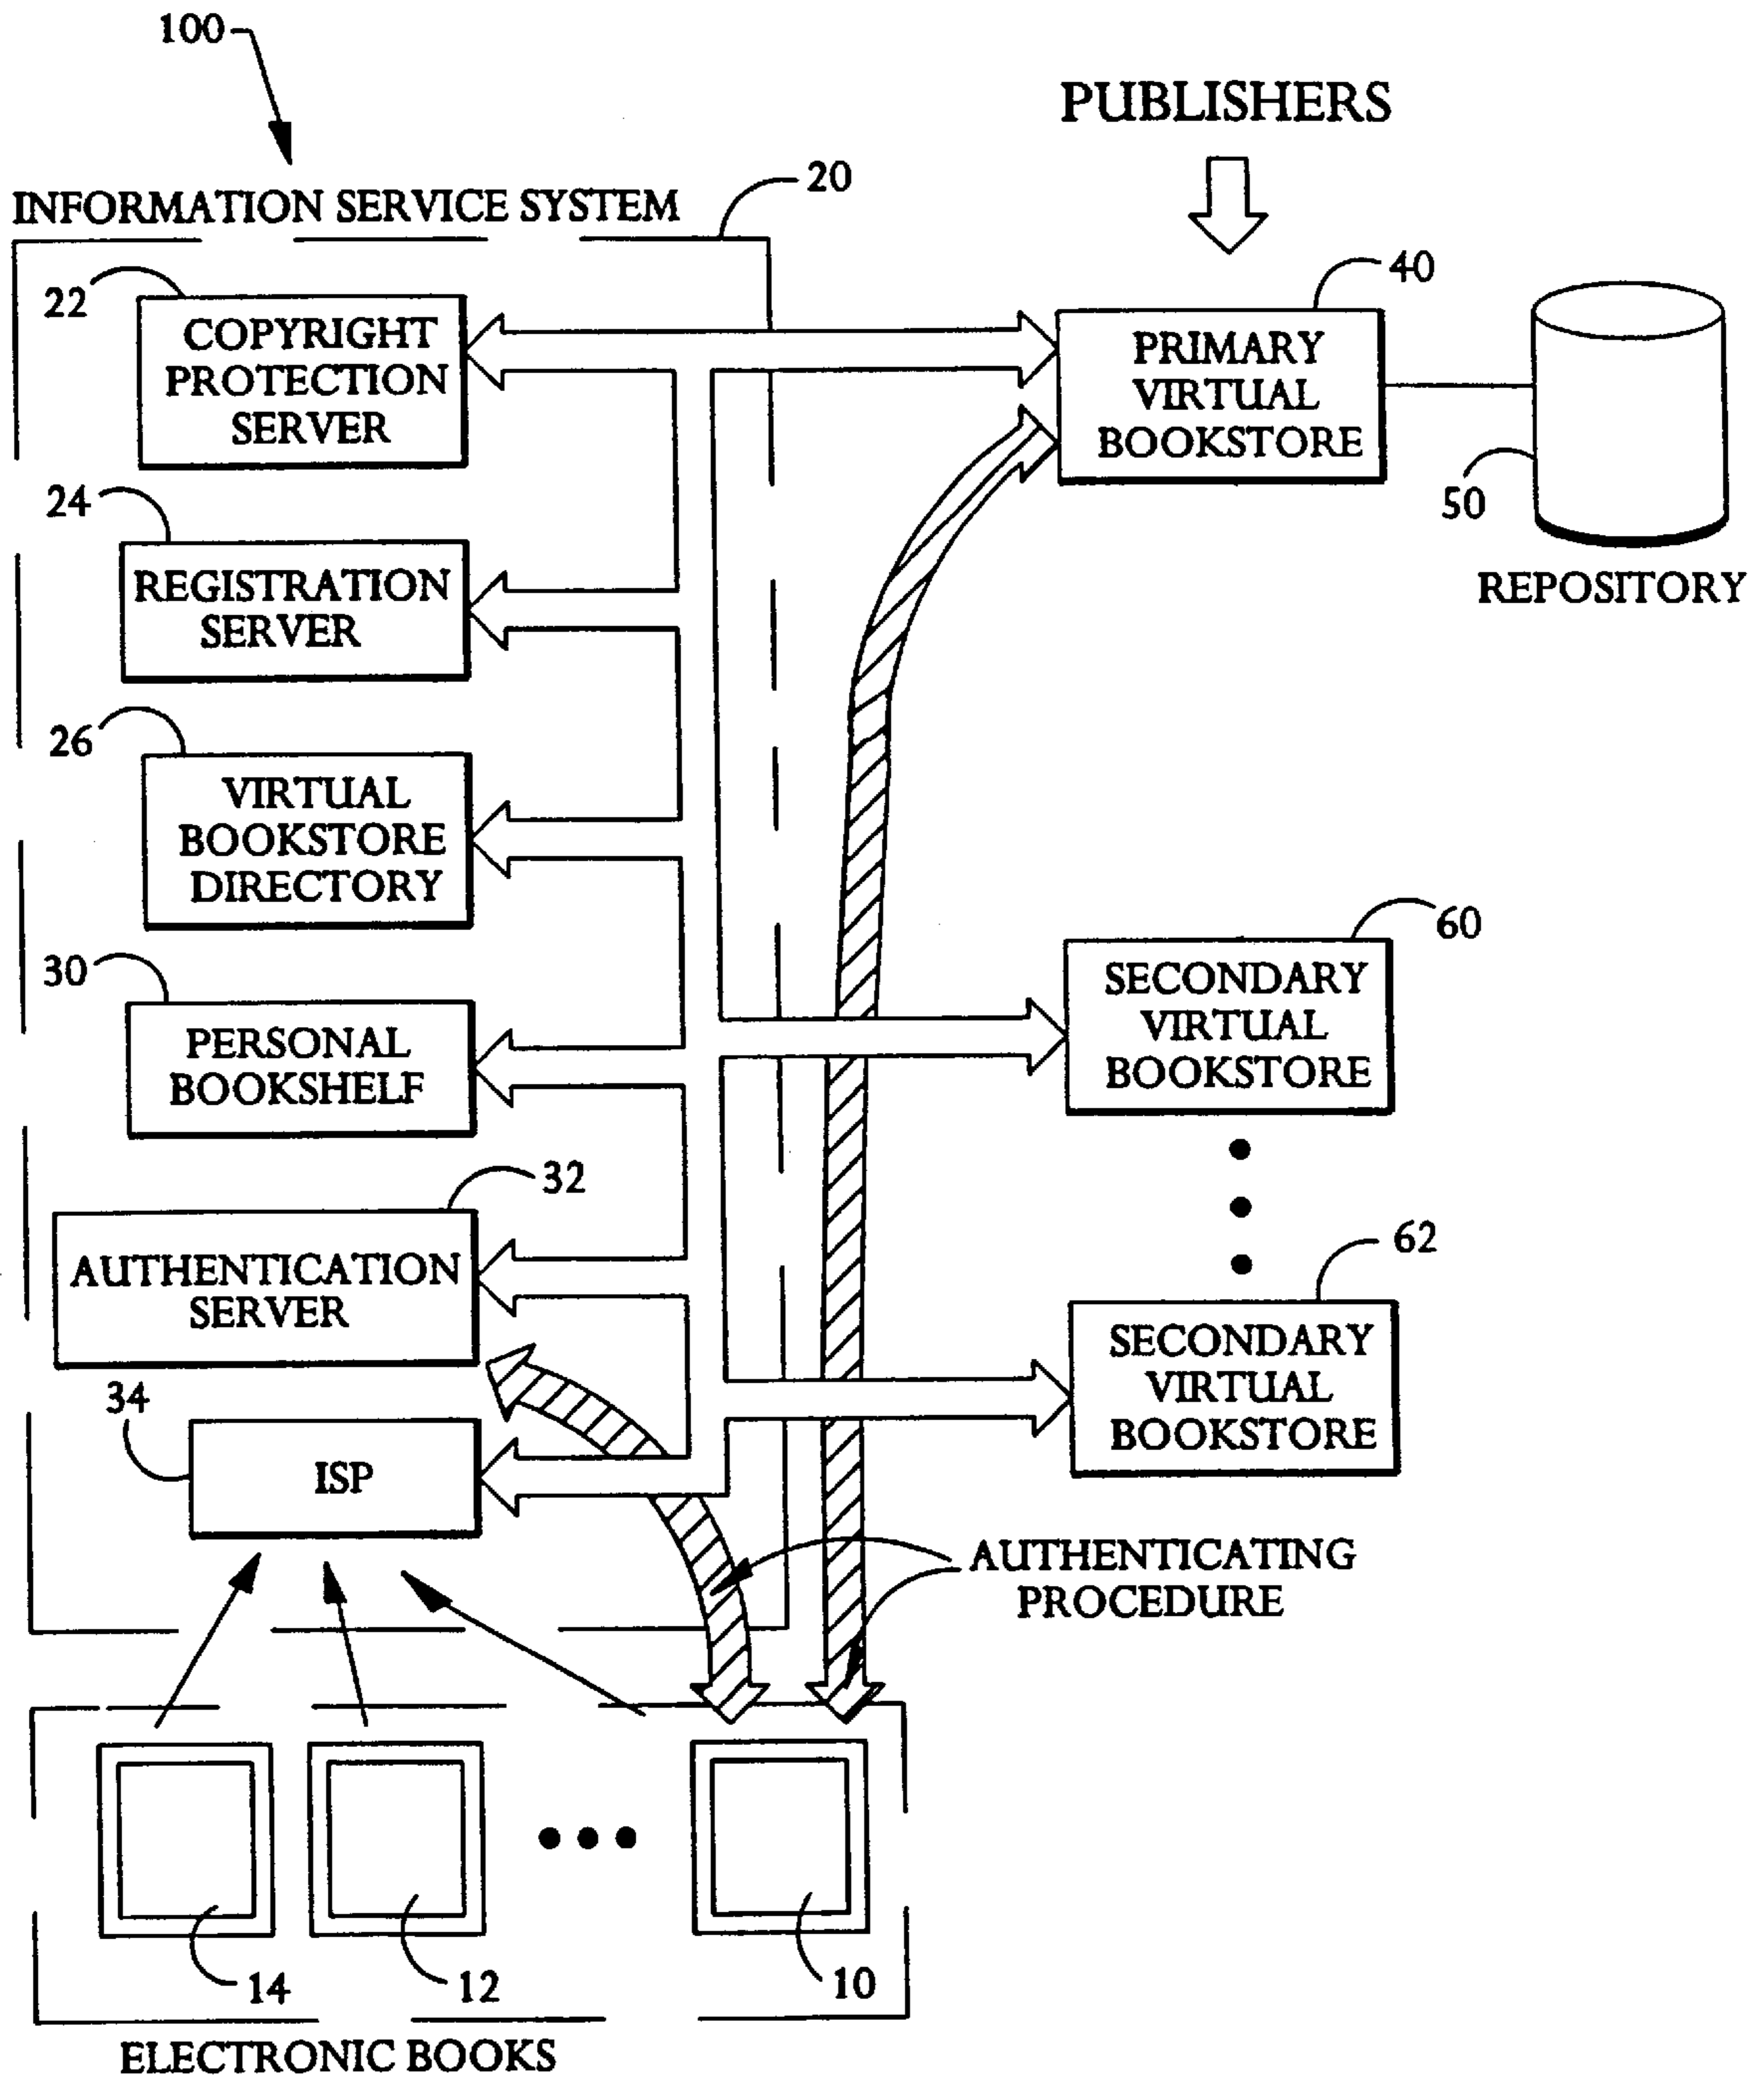 100
PUBLISHERS
INFORMATION SERVICE SYSTEM
20
22
COPYRIGHT
PROTECTION
SERVER
40
PRIMARY
VIRTUAL
BOOKSTORE
50
REPOSITORY
24
REGISTRATION
SERVER
26
VIRTUAL
BOOKSTORE
DIRECTORY
60
SECONDARY
VIRTUAL
BOOKSTORE
30
PERSONAL
BOOKSHELF
32
AUTHENTICATION
SERVER
62
SECONDARY
VIRTUAL
BOOKSTORE
34
ISP
AUTHENTICATING
PROCEDURE
14
12
10
ELECTRONIC BOOKS